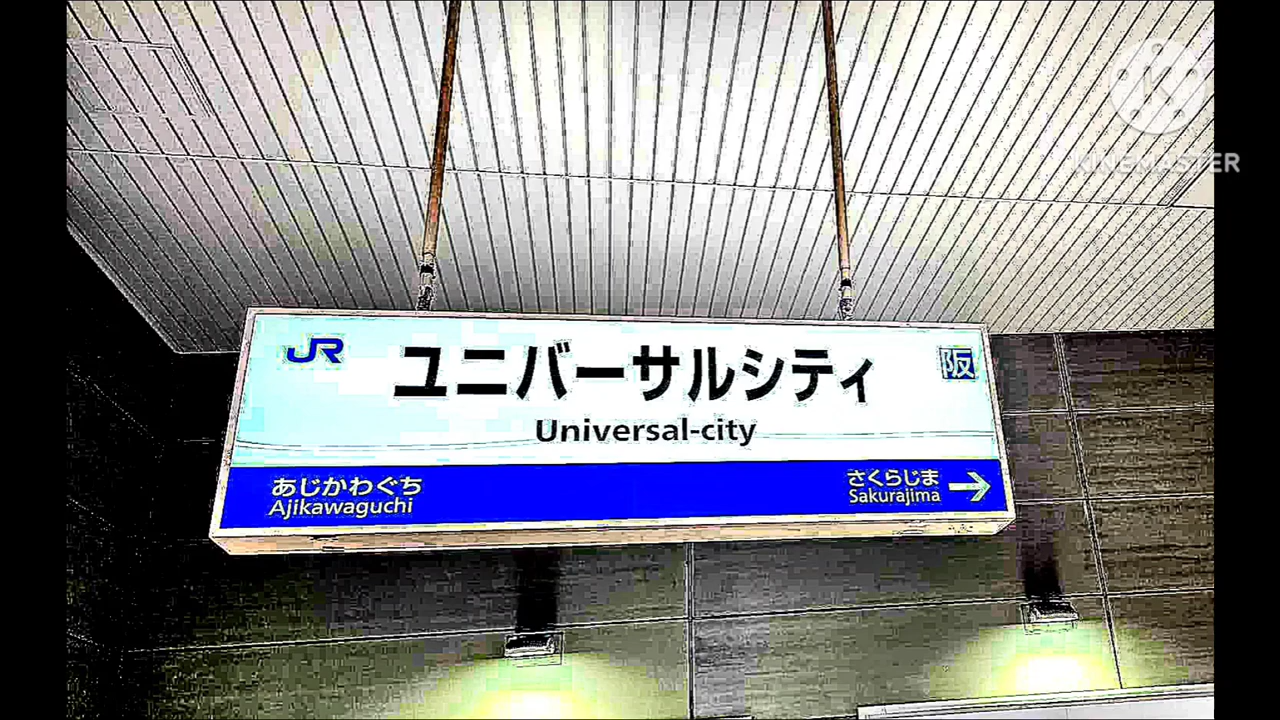 KINEMASTER
JR
ユニバーサルシティ
阪
Universal-city
あじかわぐち
Ajikawaguchi
さくらじま
Sakurajima